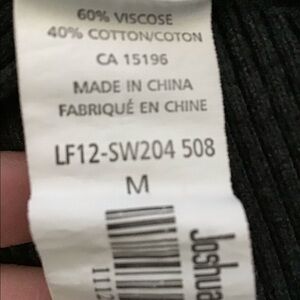 60% VISCOSE
40% COTTON/COTON
CA 15196
MADE IN CHINA
FABRIQUÉ EN CHINE
LF12-SW204 508
M
Joshua